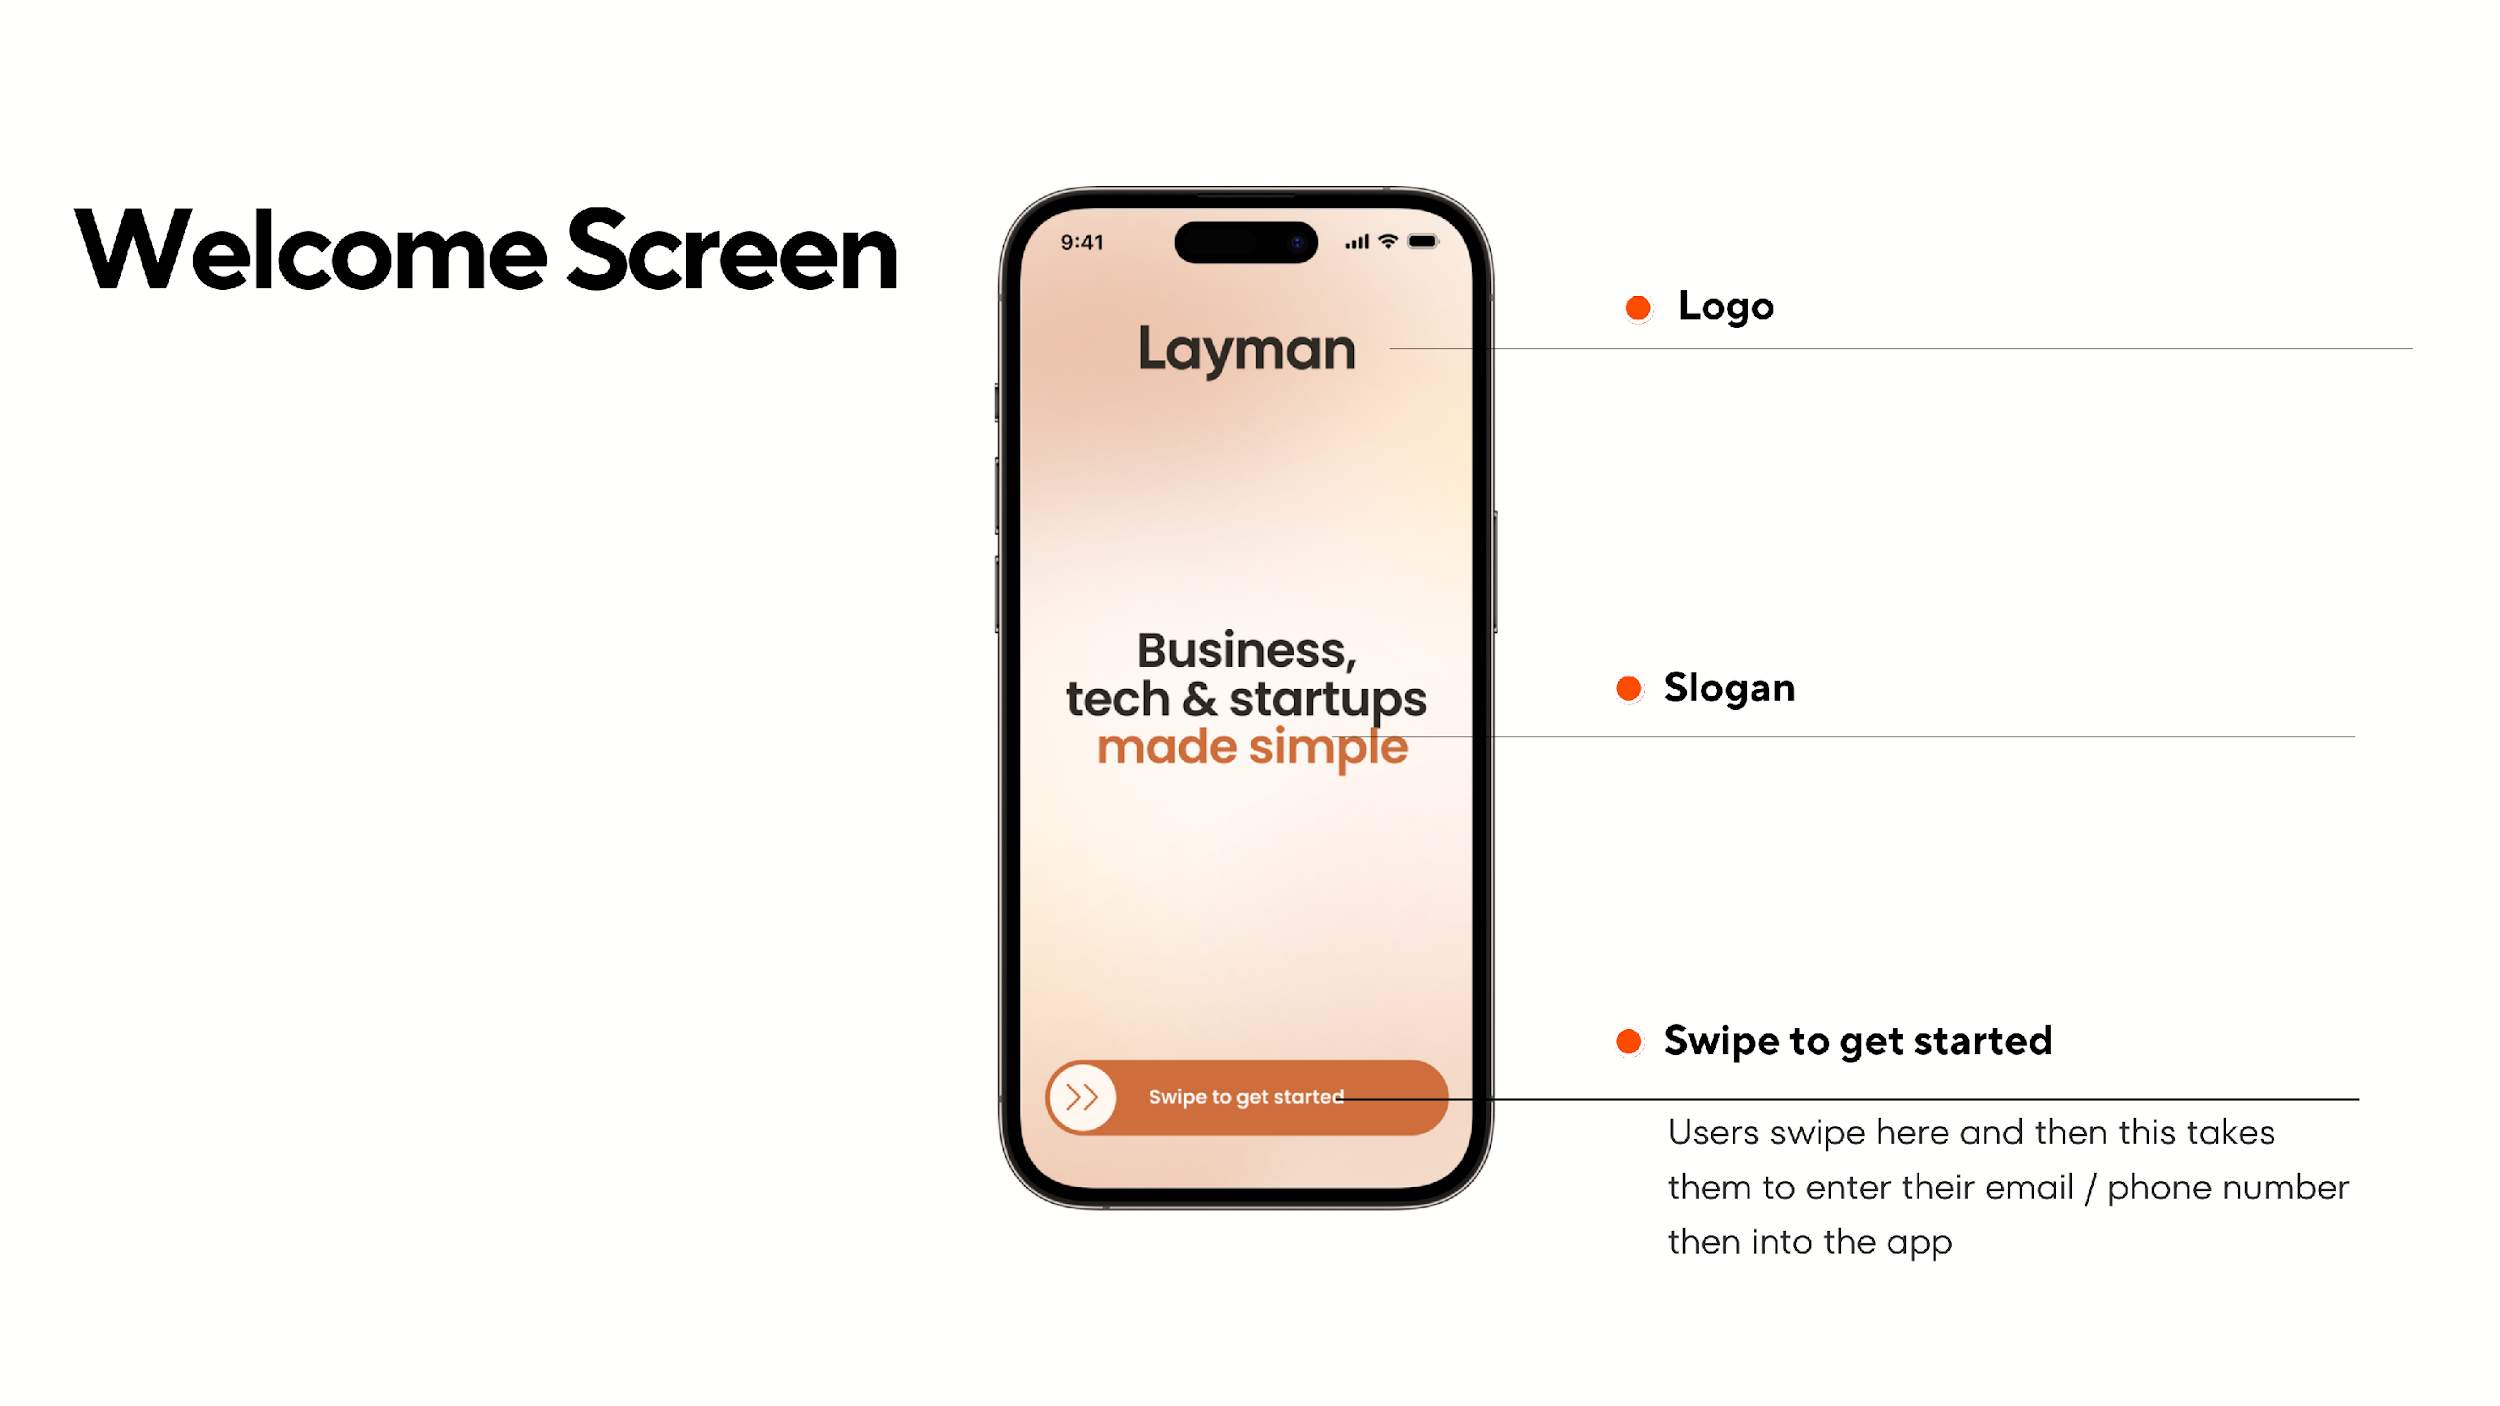 Welcome Screen
9:41
Layman
Business,
tech & startups
made simple
Swipe to get started
Logo
Slogan
Swipe to get started
Users swipe here and then this takes
them to enter their email / phone number
then into the app